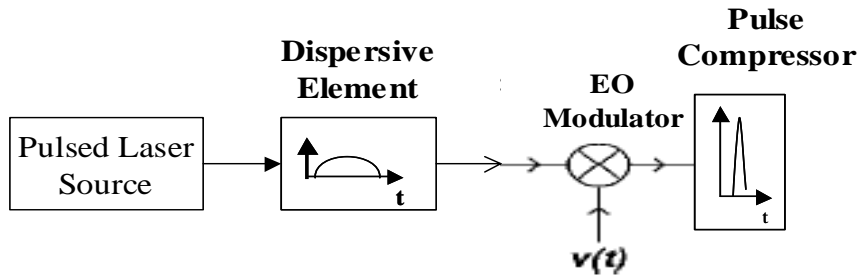 Pulsed Laser
Source
Dispersive
Element
t
EO
Modulator
v(t)
Pulse
Compressor
t